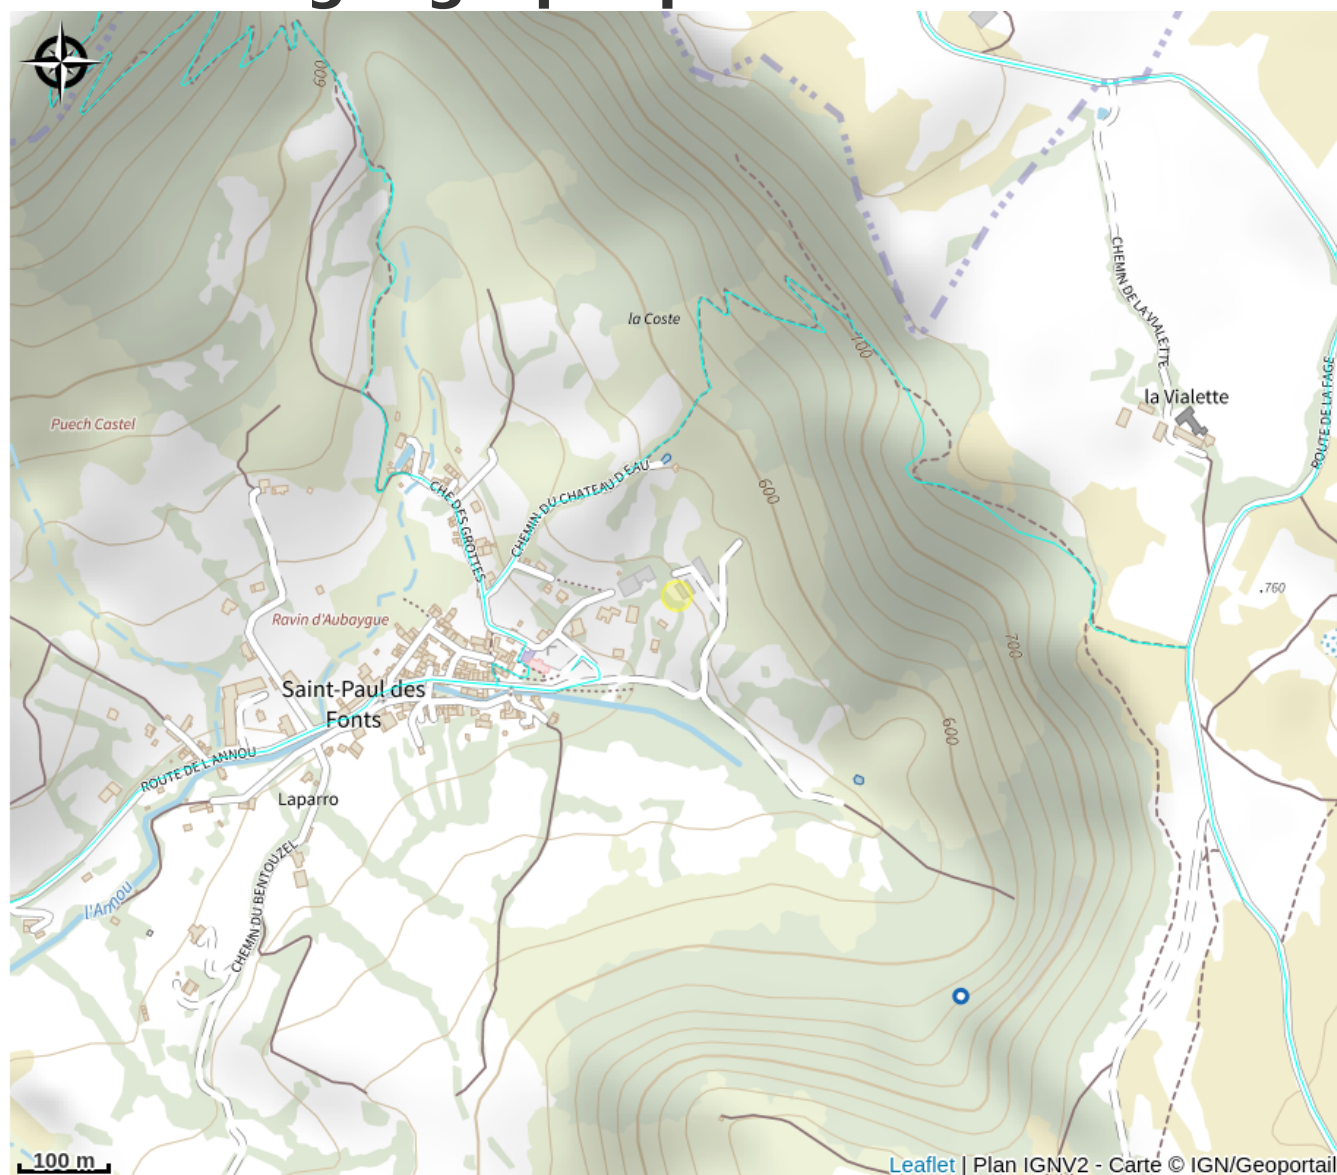 600
la Coste
700
CHEMIN DE LA VIALETTE
la Vialette
ROUTE DE LA FAGE
Puech Castel
CHE DES GROTTES
CHEMIN DU CHATEAU D EAU
600
.760
Ravin d'Aubaygue
700
Saint-Paul des
Fonts
600
ROUTE DE L'ANNOU
Laparro
l'Annou
CHEMIN DU BENTOUZEL
100 m
Leaflet | Plan IGNV2 - Carte © IGN/Geoportail